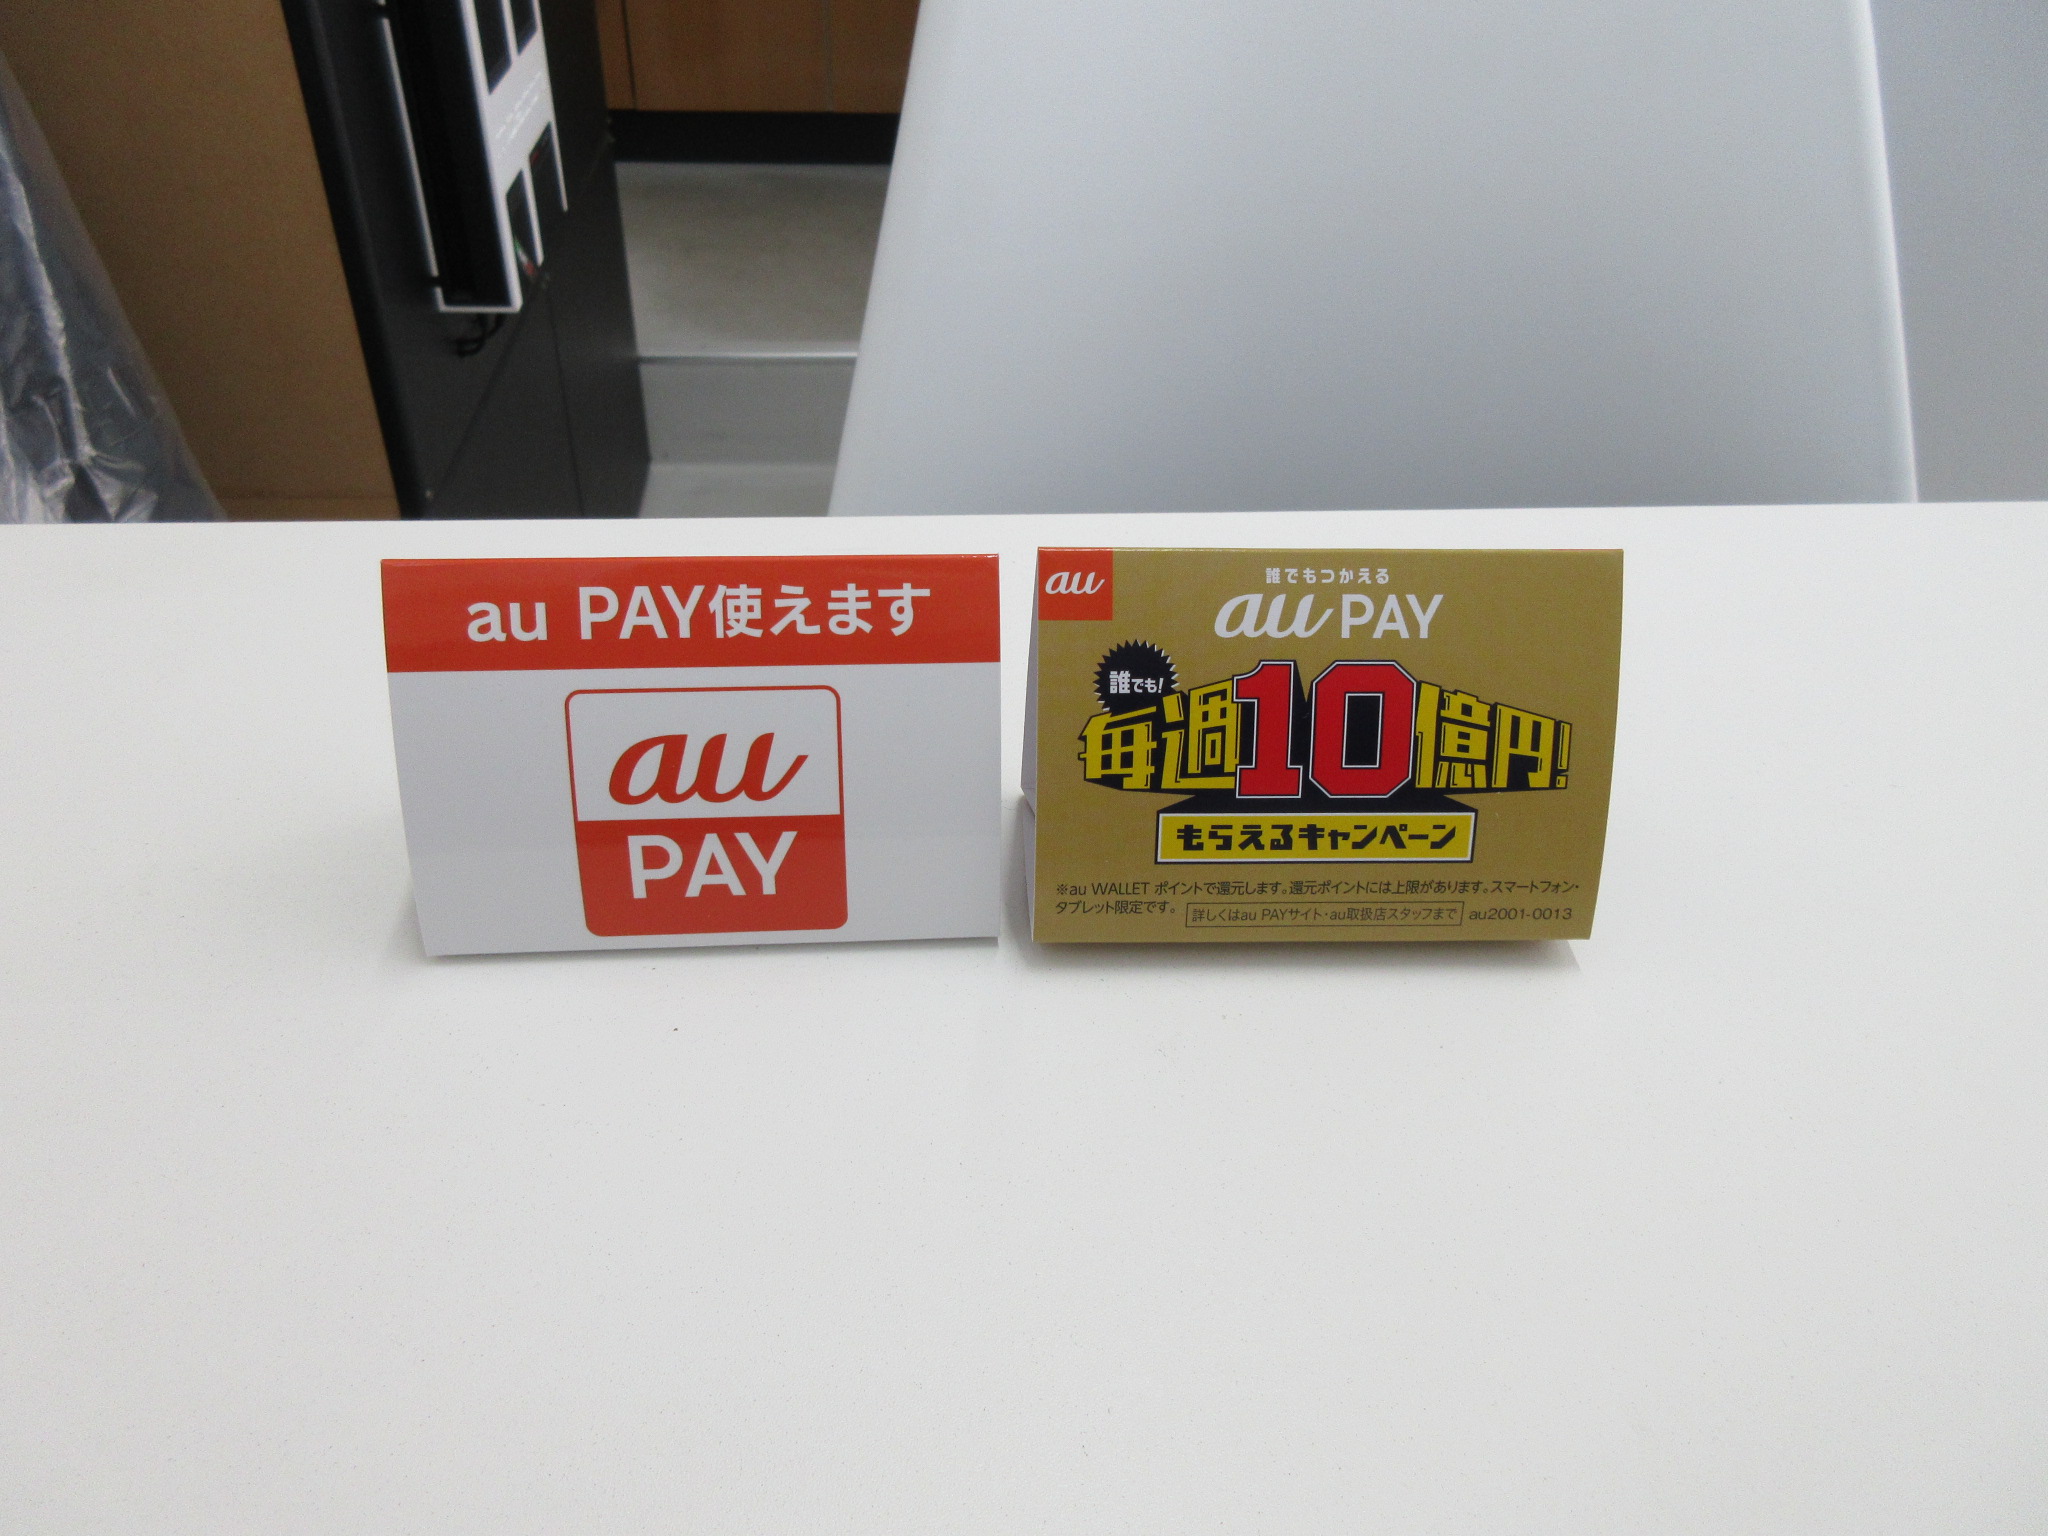 au PAY使えます
au
PAY
au
誰でもつかえる
au PAY
誰でも!
毎週10億円!
もらえるキャンペーン
※au WALLET ポイントで還元します。還元ポイントには上限があります。スマートフォン・
タブレット限定です。 詳しくはau PAYサイト・au取扱店スタッフまで au2001-0013